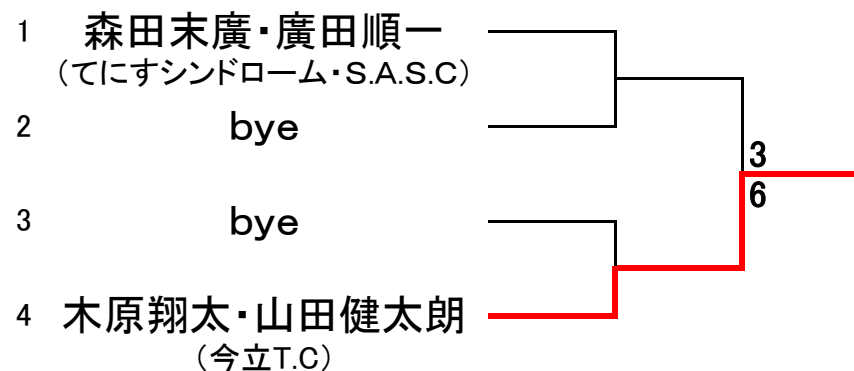 1 森田末廣・廣田順一
（てにすシンドローム・S.A.S.C）
2 bye
3
6
3 bye
4 木原翔太・山田健太朗
（今立T.C）